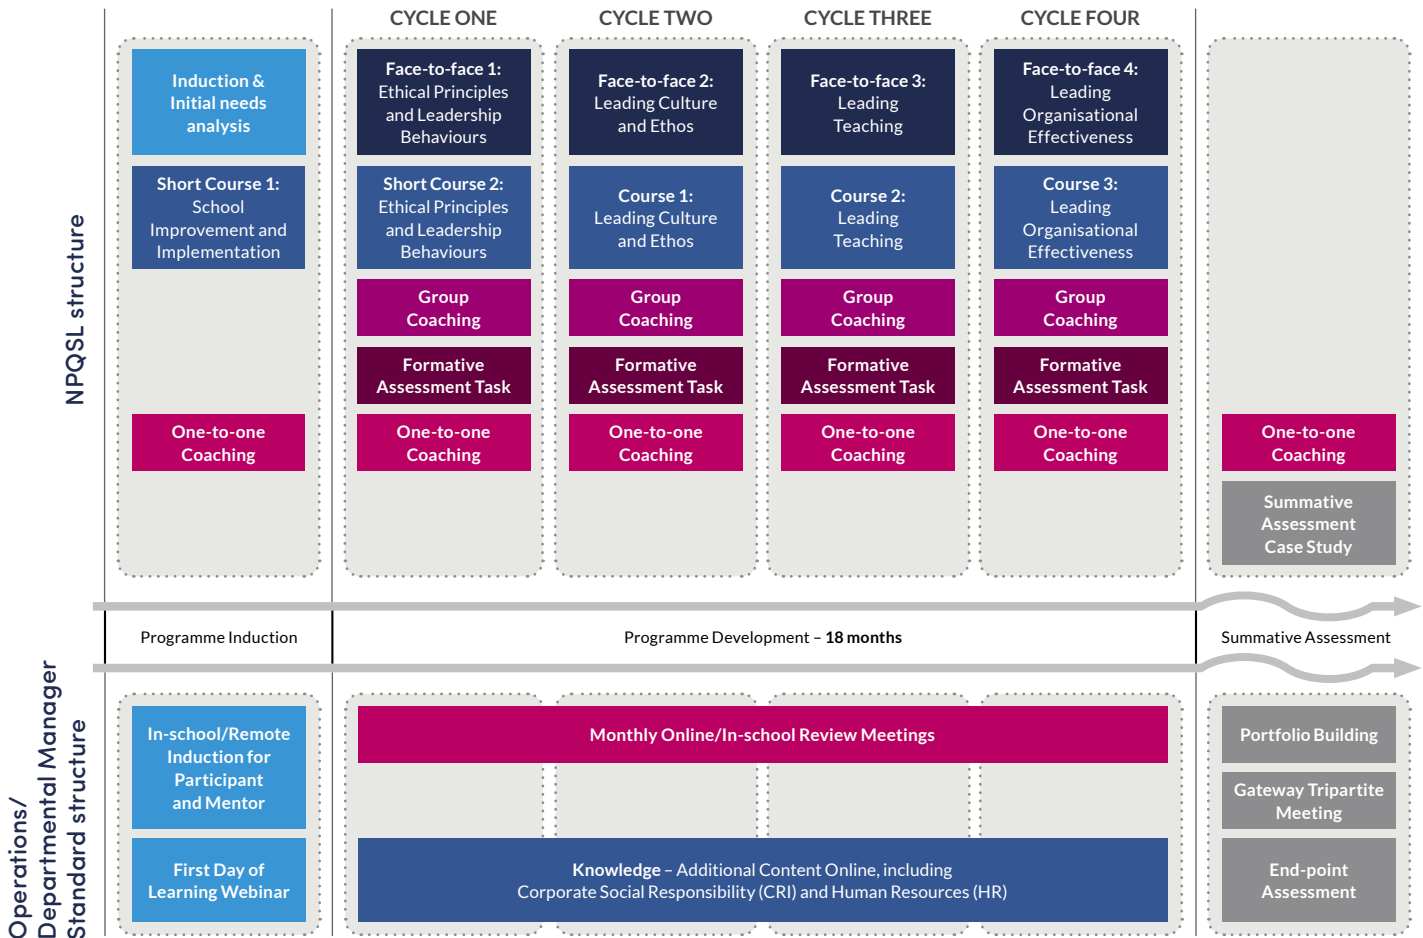 CYCLE ONE
CYCLE TWO
CYCLE THREE
CYCLE FOUR
NPQSL structure
Induction &
Initial needs
analysis
Short Course 1:
School
Improvement and
Implementation
One-to-one
Coaching
Face-to-face 1:
Ethical Principles
and Leadership
Behaviours
Short Course 2:
Ethical Principles
and Leadership
Behaviours
Group
Coaching
Formative
Assessment Task
One-to-one
Coaching
Face-to-face 2:
Leading Culture
and Ethos
Course 1:
Leading Culture
and Ethos
Group
Coaching
Formative
Assessment Task
One-to-one
Coaching
Face-to-face 3:
Leading
Teaching
Course 2:
Leading
Teaching
Group
Coaching
Formative
Assessment Task
One-to-one
Coaching
Face-to-face 4:
Leading
Organisational
Effectiveness
Course 3:
Leading
Organisational
Effectiveness
Group
Coaching
Formative
Assessment Task
One-to-one
Coaching
One-to-one
Coaching
Summative
Assessment
Case Study
Programme Induction
Programme Development – 18 months
Summative Assessment
Operations/
Departmental Manager
Standard structure
In-school/Remote
Induction for
Participant
and Mentor
First Day of
Learning Webinar
Monthly Online/In-school Review Meetings
Knowledge – Additional Content Online, including
Corporate Social Responsibility (CRI) and Human Resources (HR)
Portfolio Building
Gateway Tripartite
Meeting
End-point
Assessment